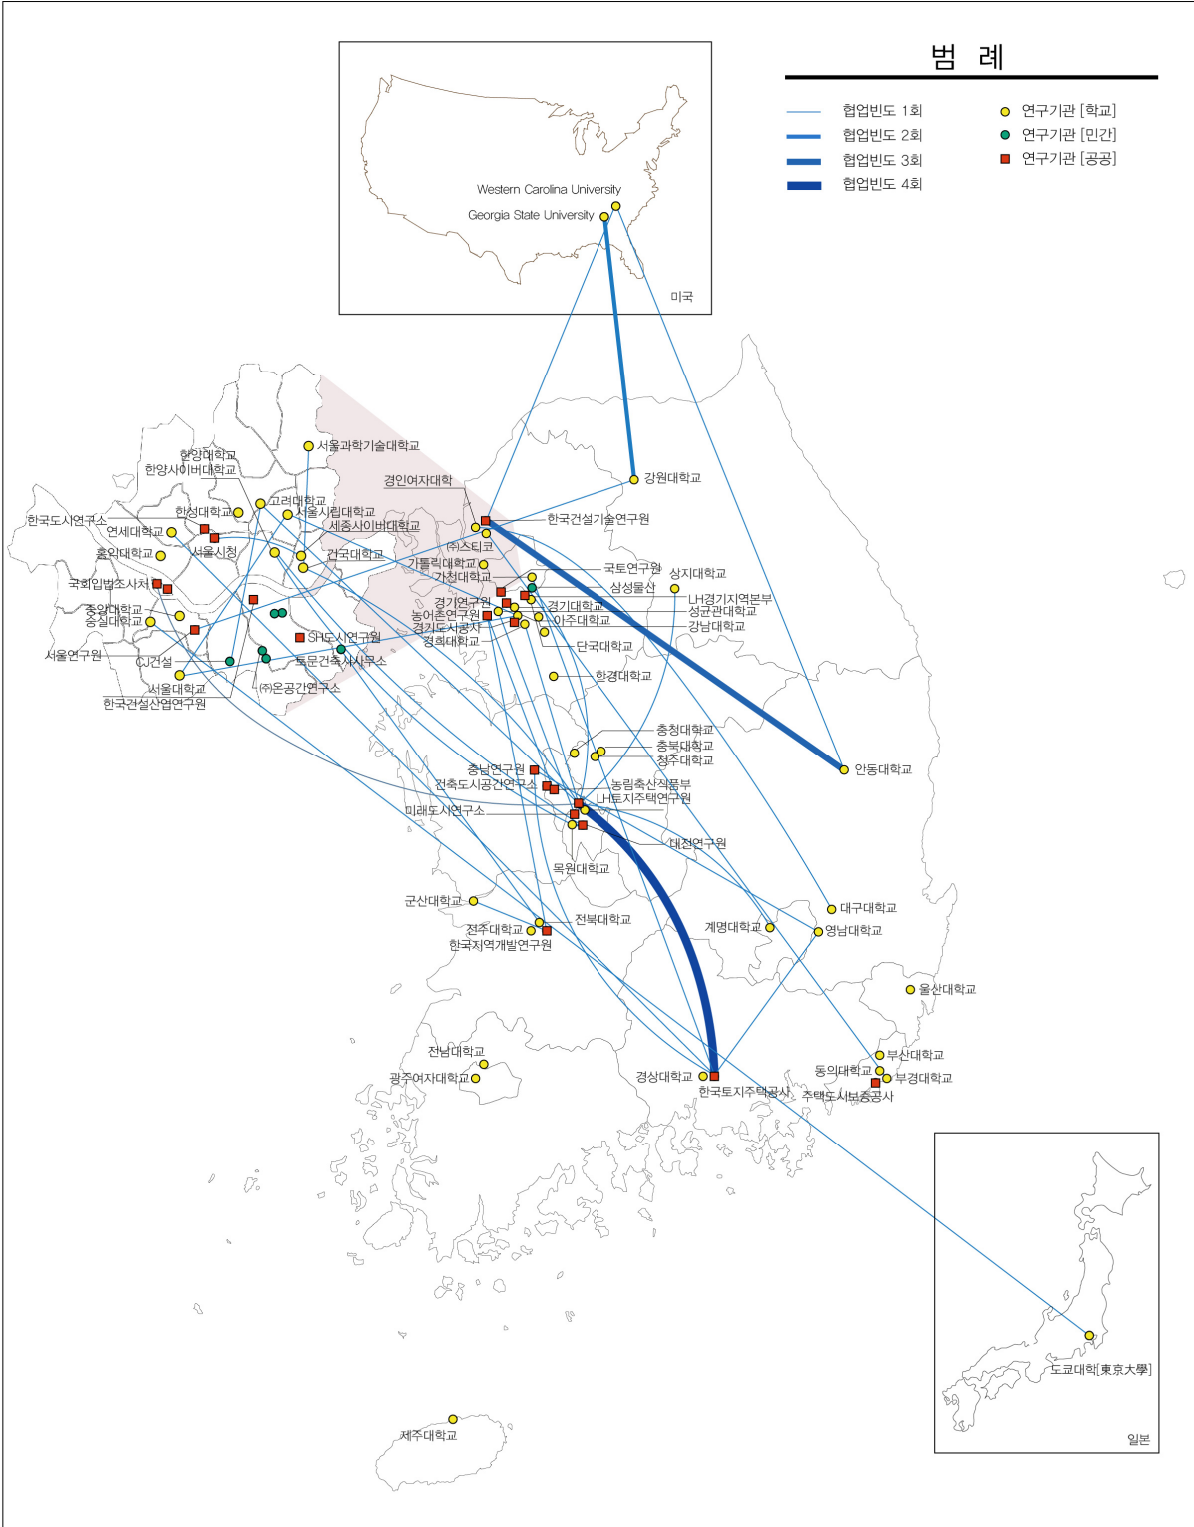 범 례
협업빈도 1회
협업빈도 2회
협업빈도 3회
협업빈도 4회
연구기관 [학교]
연구기관 [민간]
연구기관 [공공]
Western Carolina University
Georgia State University
미국
서울과학기술대학교
한양대학교
한양사이버대학교
고려대학교
한성대학교
서울시립대학교
한국도시연구소
연세대학교
세종사이버대학교
홍익대학교
서울시청
건국대학교
국회입법조사처
중앙대학교
숭실대학교
SH도시연구원
서울연구원
CJ건설
토문건축사사무소
서울대학교
㈜온공간연구소
한국건설산업연구원
경인여자대학
강원대학교
한국건설기술연구원
㈜스티코
가톨릭대학교
국토연구원
가천대학교
상지대학교
삼성물산
LH경기지역본부
경기연구원
경기대학교
성균관대학교
농어촌연구원
아주대학교
경기도시공사
강남대학교
경희대학교
단국대학교
한경대학교
충청대학교
충북대학교
청주대학교
충남연구원
안동대학교
건축도시공간연구소
농림축산식품부
LH토지주택연구원
미래도시연구소
대전연구원
목원대학교
군산대학교
대구대학교
전북대학교
전주대학교
계명대학교
영남대학교
한국지역개발연구원
울산대학교
전남대학교
부산대학교
동의대학교
광주여자대학교
경상대학교
부경대학교
한국토지주택공사
주택도시보증공사
도쿄대학[東京大學]
일본
제주대학교